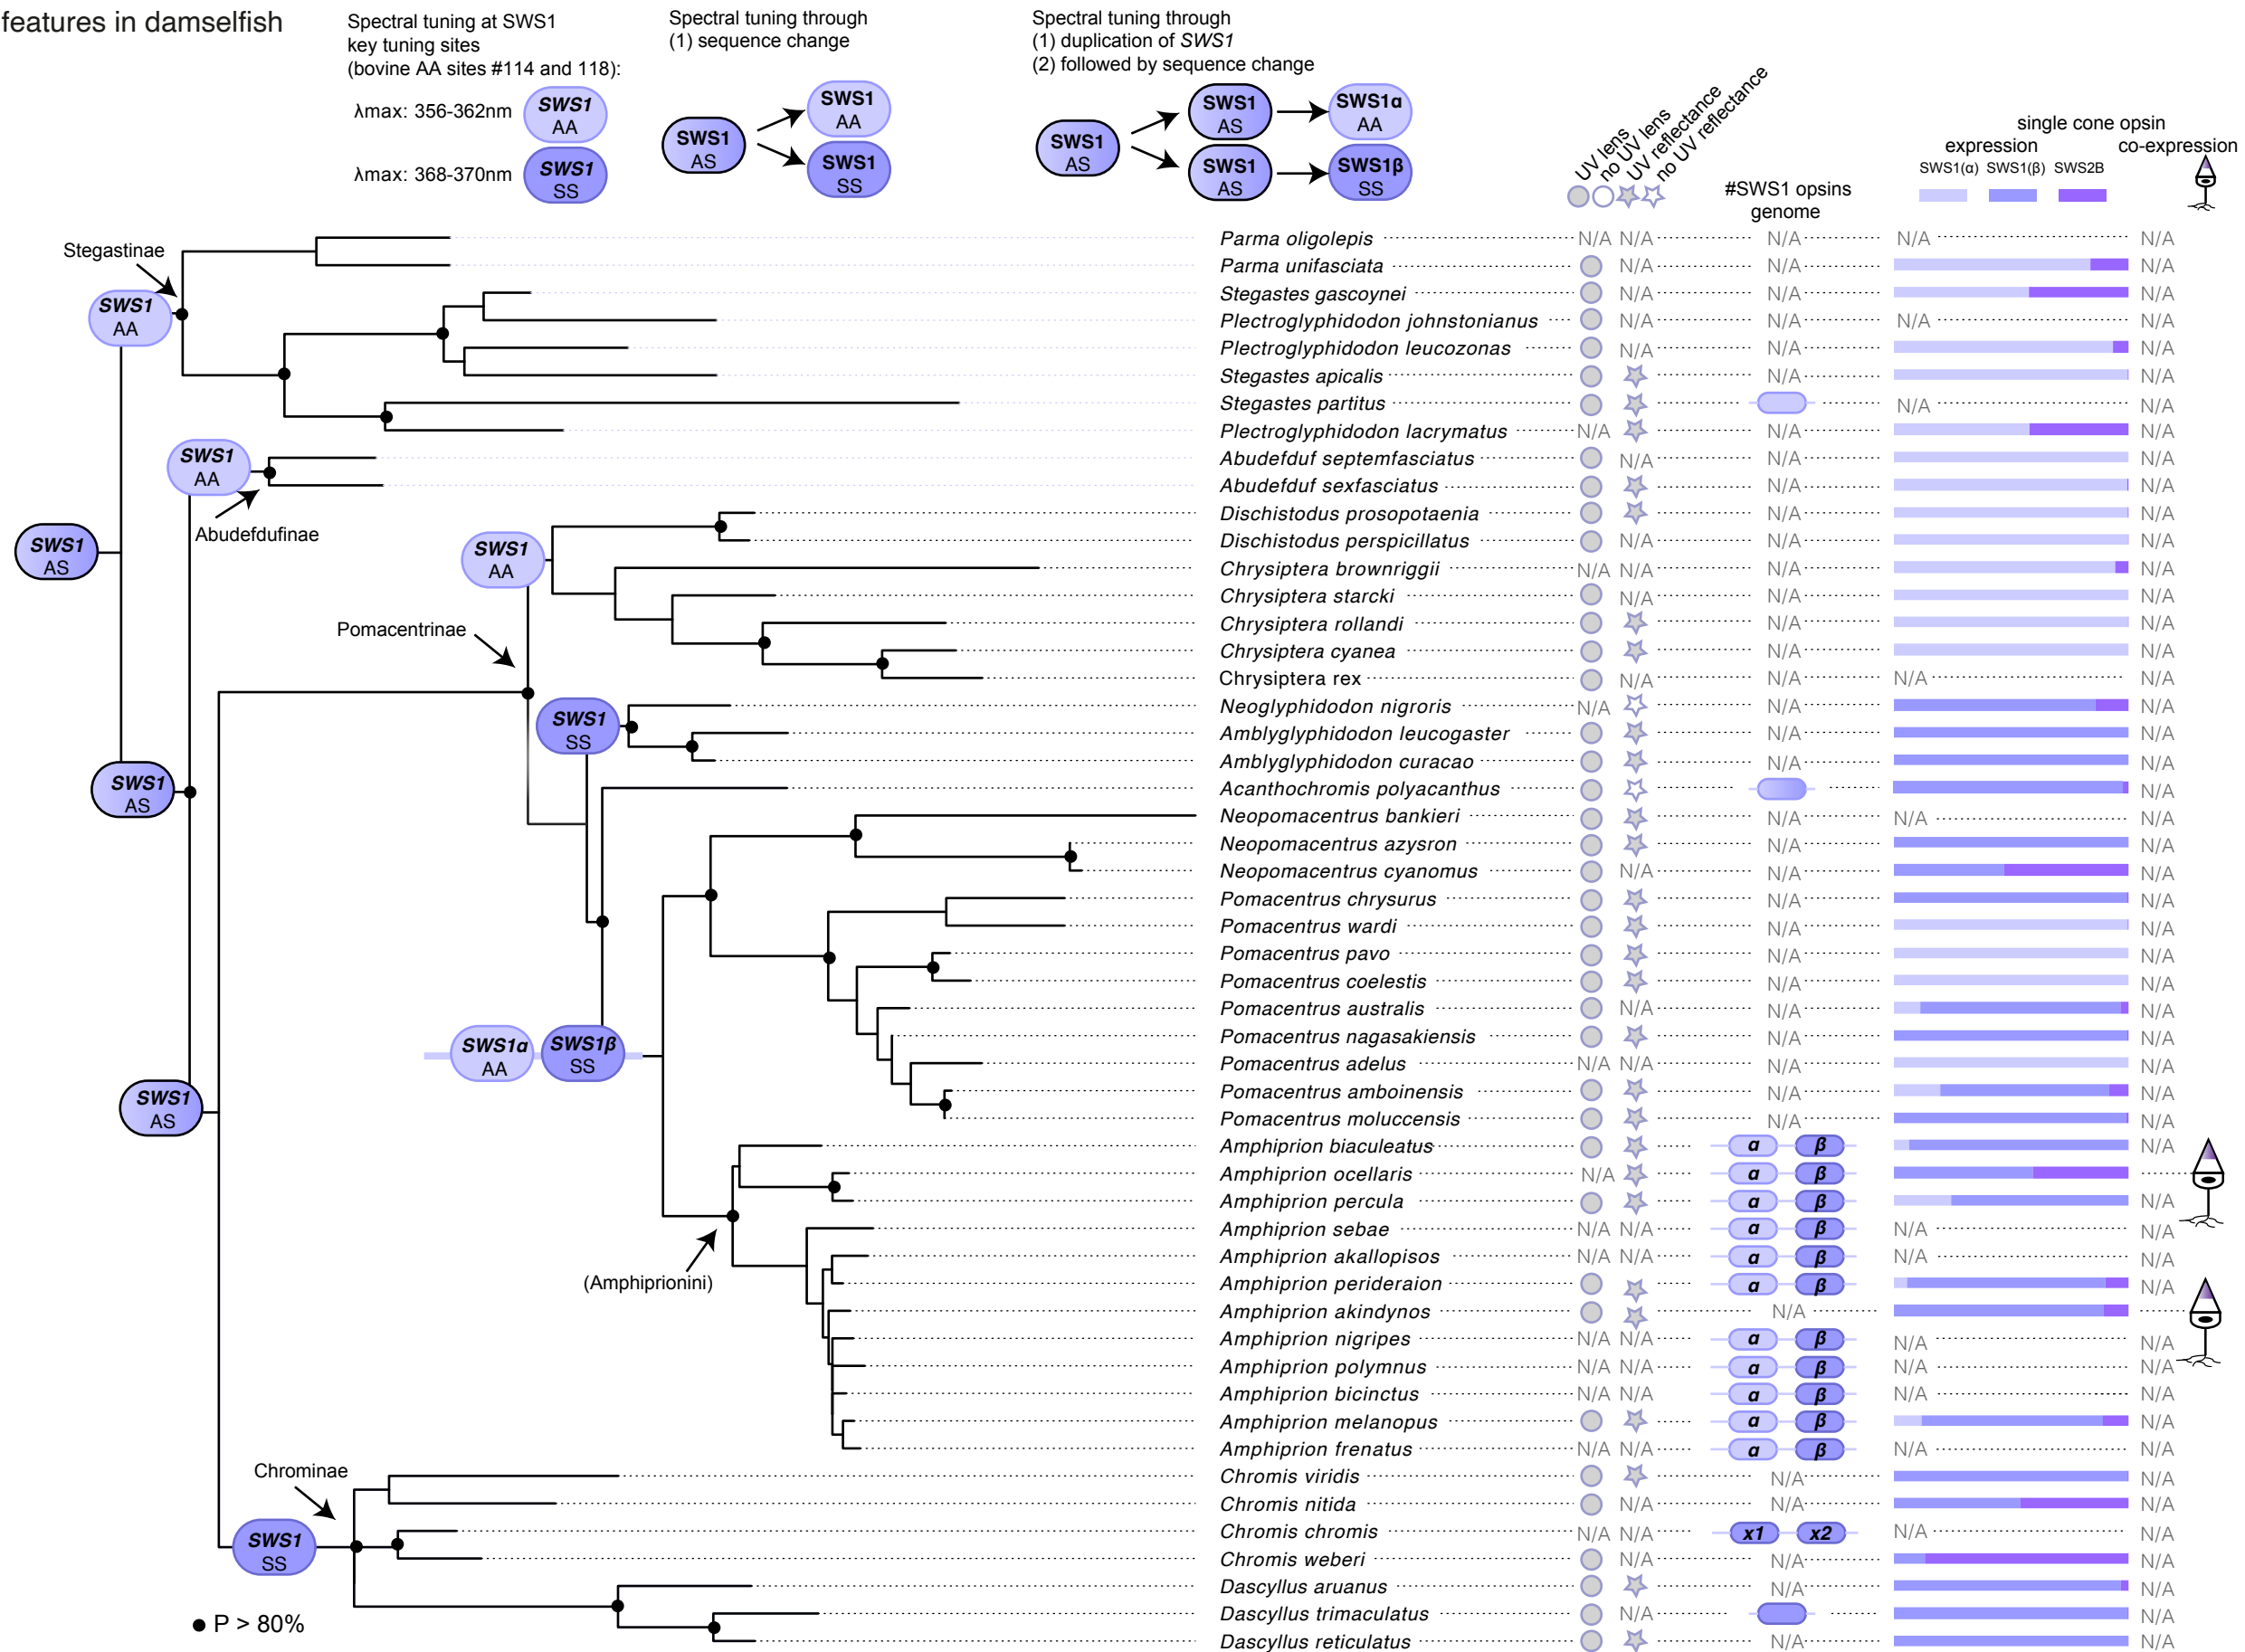 features in damselfish
Spectral tuning at SWS1
key tuning sites
(bovine AA sites #114 and 118):
λmax: 356-362nm
SWS1
AA
λmax: 368-370nm
SWS1
SS
Spectral tuning through
(1) sequence change
SWS1
AS
SWS1
AA
SWS1
SS
Spectral tuning through
(1) duplication of SWS1
(2) followed by sequence change
SWS1
AS
SWS1
AS
SWS1α
AA
SWS1
AS
SWS1β
SS
UV lens
no UV lens
UV reflectance
no UV reflectance
#SWS1 opsins
genome
single cone opsin
expression
co-expression
SWS1(α) SWS1(β) SWS2B
Stegastinae
SWS1
AA
SWS1
AA
Abudefdufinae
SWS1
AS
SWS1
AA
Pomacentrinae
SWS1
SS
SWS1
AS
SWS1α
AA
SWS1β
SS
SWS1
AS
(Amphiprionini)
Chrominae
SWS1
SS
P > 80%
Parma oligolepis N/A N/A N/A N/A N/A
Parma unifasciata N/A N/A N/A
Stegastes gascoynei N/A N/A N/A
Plectroglyphidodon johnstonianus N/A N/A N/A N/A
Plectroglyphidodon leucozonas N/A N/A N/A
Stegastes apicalis N/A N/A
Stegastes partitus N/A N/A
Plectroglyphidodon lacrymatus N/A N/A N/A
Abudefduf septemfasciatus N/A N/A N/A
Abudefduf sexfasciatus N/A N/A
Dischistodus prosopotaenia N/A N/A
Dischistodus perspicillatus N/A N/A N/A
Chrysiptera brownriggii N/A N/A N/A N/A
Chrysiptera starcki N/A N/A N/A
Chrysiptera rollandi N/A N/A
Chrysiptera cyanea N/A N/A
Chrysiptera rex N/A N/A N/A N/A
Neoglyphidodon nigroris N/A N/A N/A
Amblyglyphidodon leucogaster N/A N/A
Amblyglyphidodon curacao N/A N/A
Acanthochromis polyacanthus N/A
Neopomacentrus bankieri N/A N/A N/A
Neopomacentrus azysron N/A N/A
Neopomacentrus cyanomus N/A N/A N/A
Pomacentrus chrysurus N/A N/A
Pomacentrus wardi N/A N/A
Pomacentrus pavo N/A N/A
Pomacentrus coelestis N/A N/A
Pomacentrus australis N/A N/A N/A
Pomacentrus nagasakiensis N/A N/A
Pomacentrus adelus N/A N/A N/A N/A
Pomacentrus amboinensis N/A N/A
Pomacentrus moluccensis N/A N/A
Amphiprion biaculeatus α β N/A
Amphiprion ocellaris N/A α β
Amphiprion percula α β N/A
Amphiprion sebae N/A N/A α β N/A N/A
Amphiprion akallopisos N/A N/A α β N/A N/A
Amphiprion perideraion α β N/A
Amphiprion akindynos N/A
Amphiprion nigripes N/A N/A α β N/A N/A
Amphiprion polymnus N/A N/A α β N/A N/A
Amphiprion bicinctus N/A N/A α β N/A N/A
Amphiprion melanopus α β N/A
Amphiprion frenatus N/A N/A α β N/A N/A
Chromis viridis N/A N/A
Chromis nitida N/A N/A N/A
Chromis chromis N/A N/A x1 x2 N/A N/A
Chromis weberi N/A N/A N/A
Dascyllus aruanus N/A N/A
Dascyllus trimaculatus N/A N/A
Dascyllus reticulatus N/A N/A